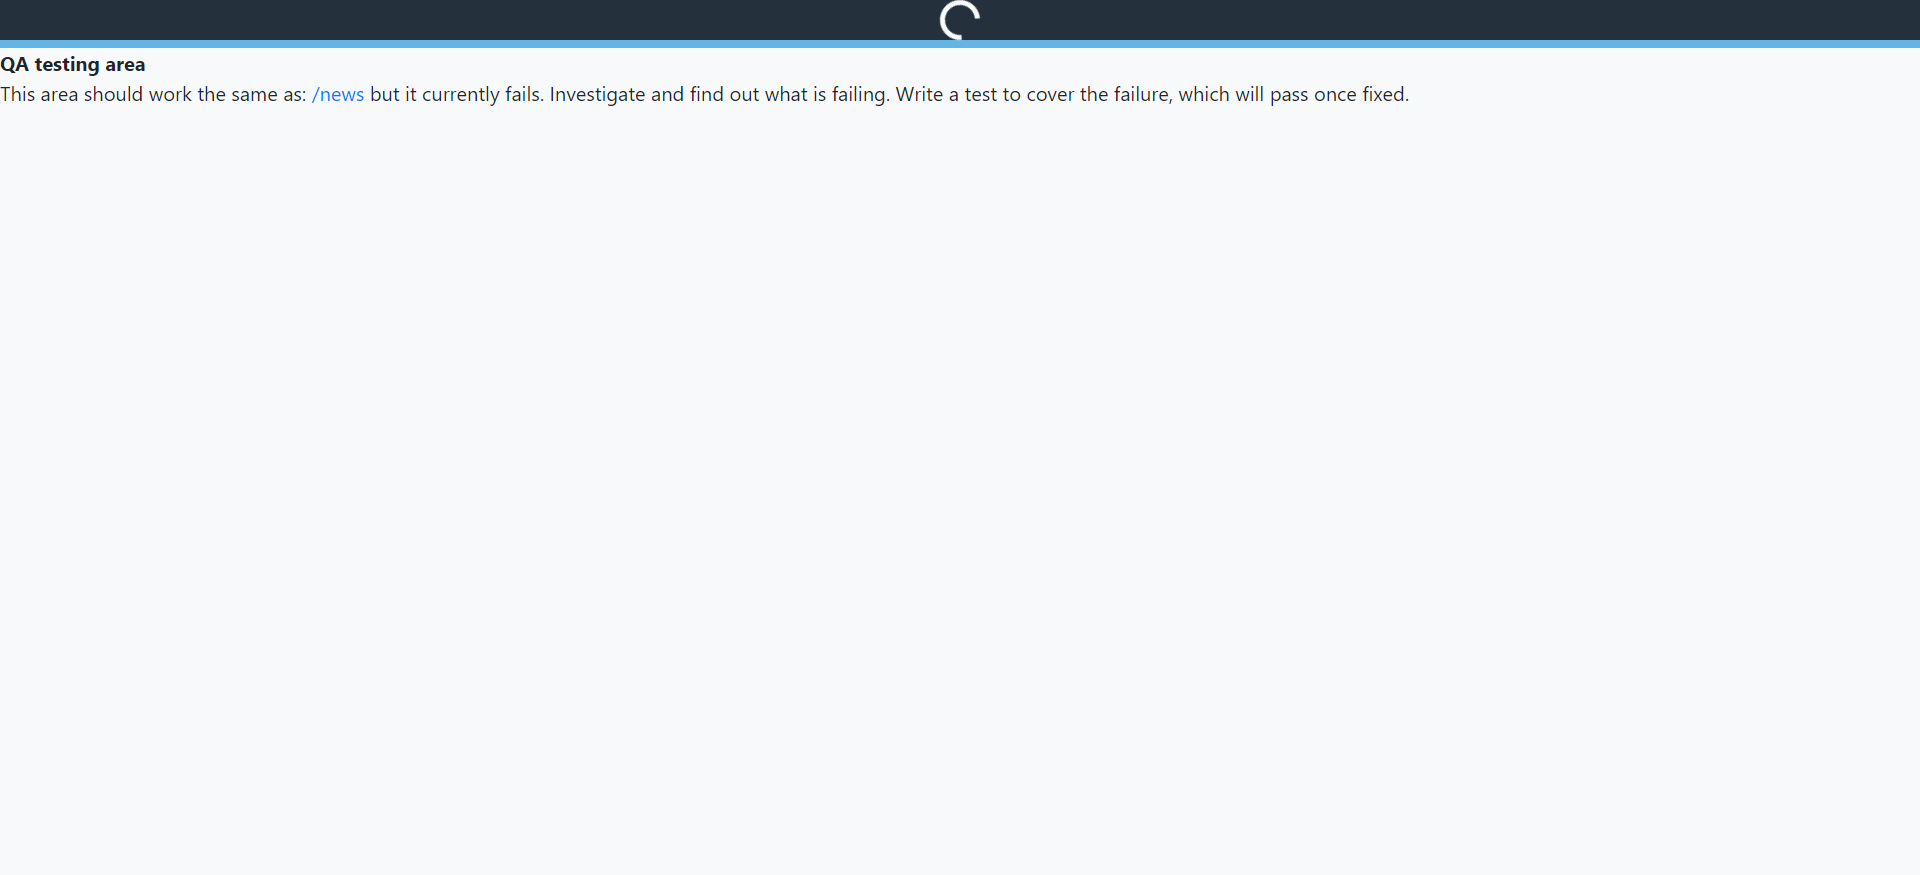 QA testing area
This area should work the same as: /news but it currently fails. Investigate and find out what is failing. Write a test to cover the failure, which will pass once fixed.